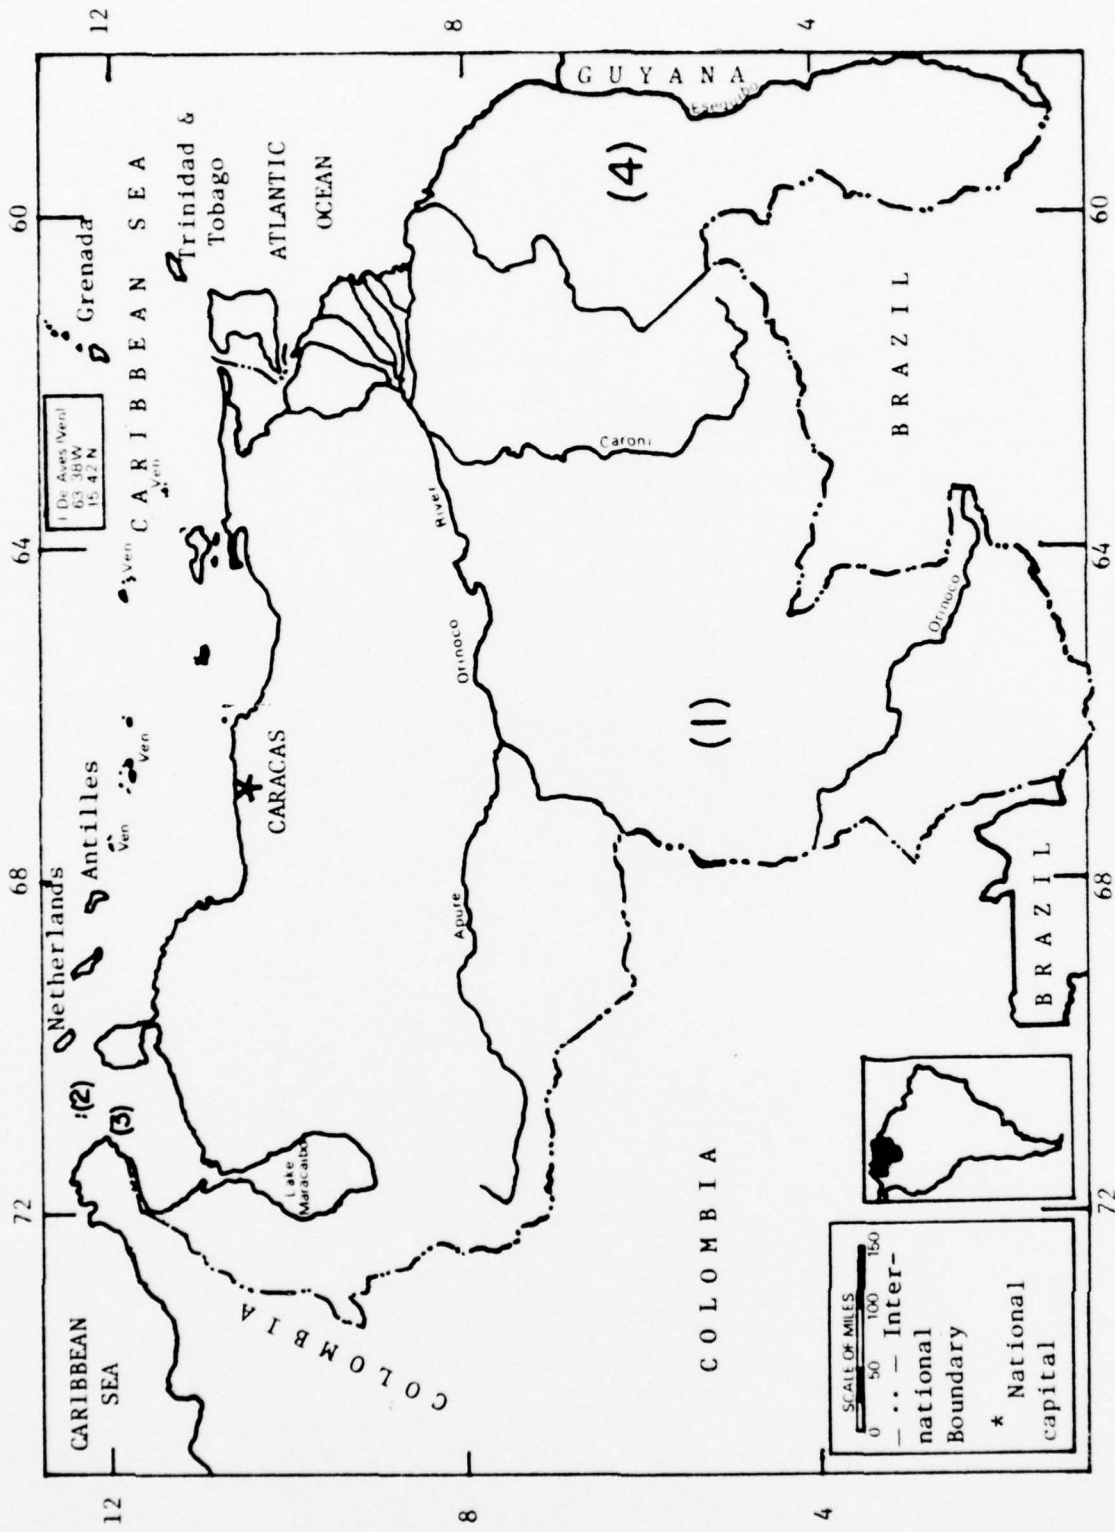 72
68
64
60
12
8
4
12
8
4
72
68
64
60
CARIBBEAN
SEA
:(2)
(3)
Netherlands
Antilles
Ven
Ven
Ven
Ven
I De Aves (Ven)
63 38W
15 42 N
Grenada
CARIBBEAN SEA
Trinidad &
Tobago
ATLANTIC
OCEAN
CARACAS
Lake
Maracaibo
COLOMBIA
Apure
Orinoco
River
Caroni
(4)
GUYANA
Esequibo
(1)
Orinoco
BRAZIL
COLOMBIA
BRAZIL
SCALE OF MILES
0 50 100 150
— .. — Inter-
national
Boundary
* National
capital